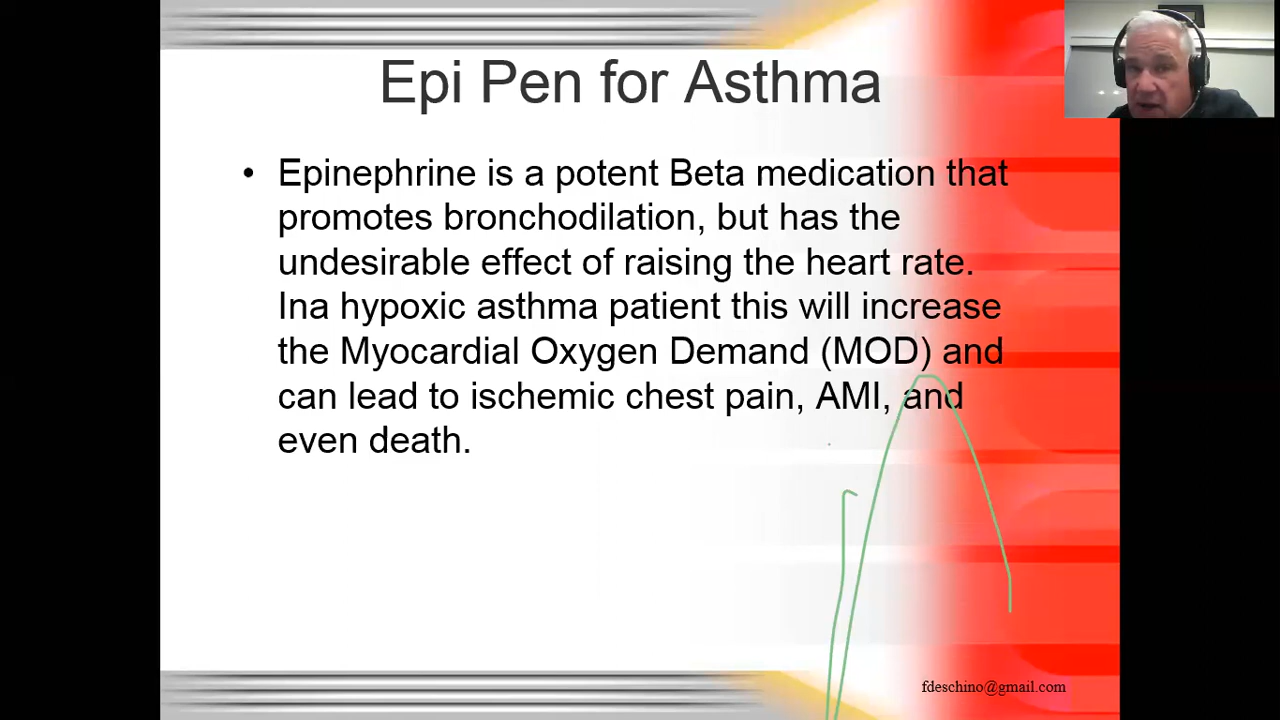 Epi Pen for Asthma
• Epinephrine is a potent Beta medication that
promotes bronchodilation, but has the
undesirable effect of raising the heart rate.
Ina hypoxic asthma patient this will increase
the Myocardial Oxygen Demand (MOD) and
can lead to ischemic chest pain, AMI, and
even death.
fdeschino@gmail.com